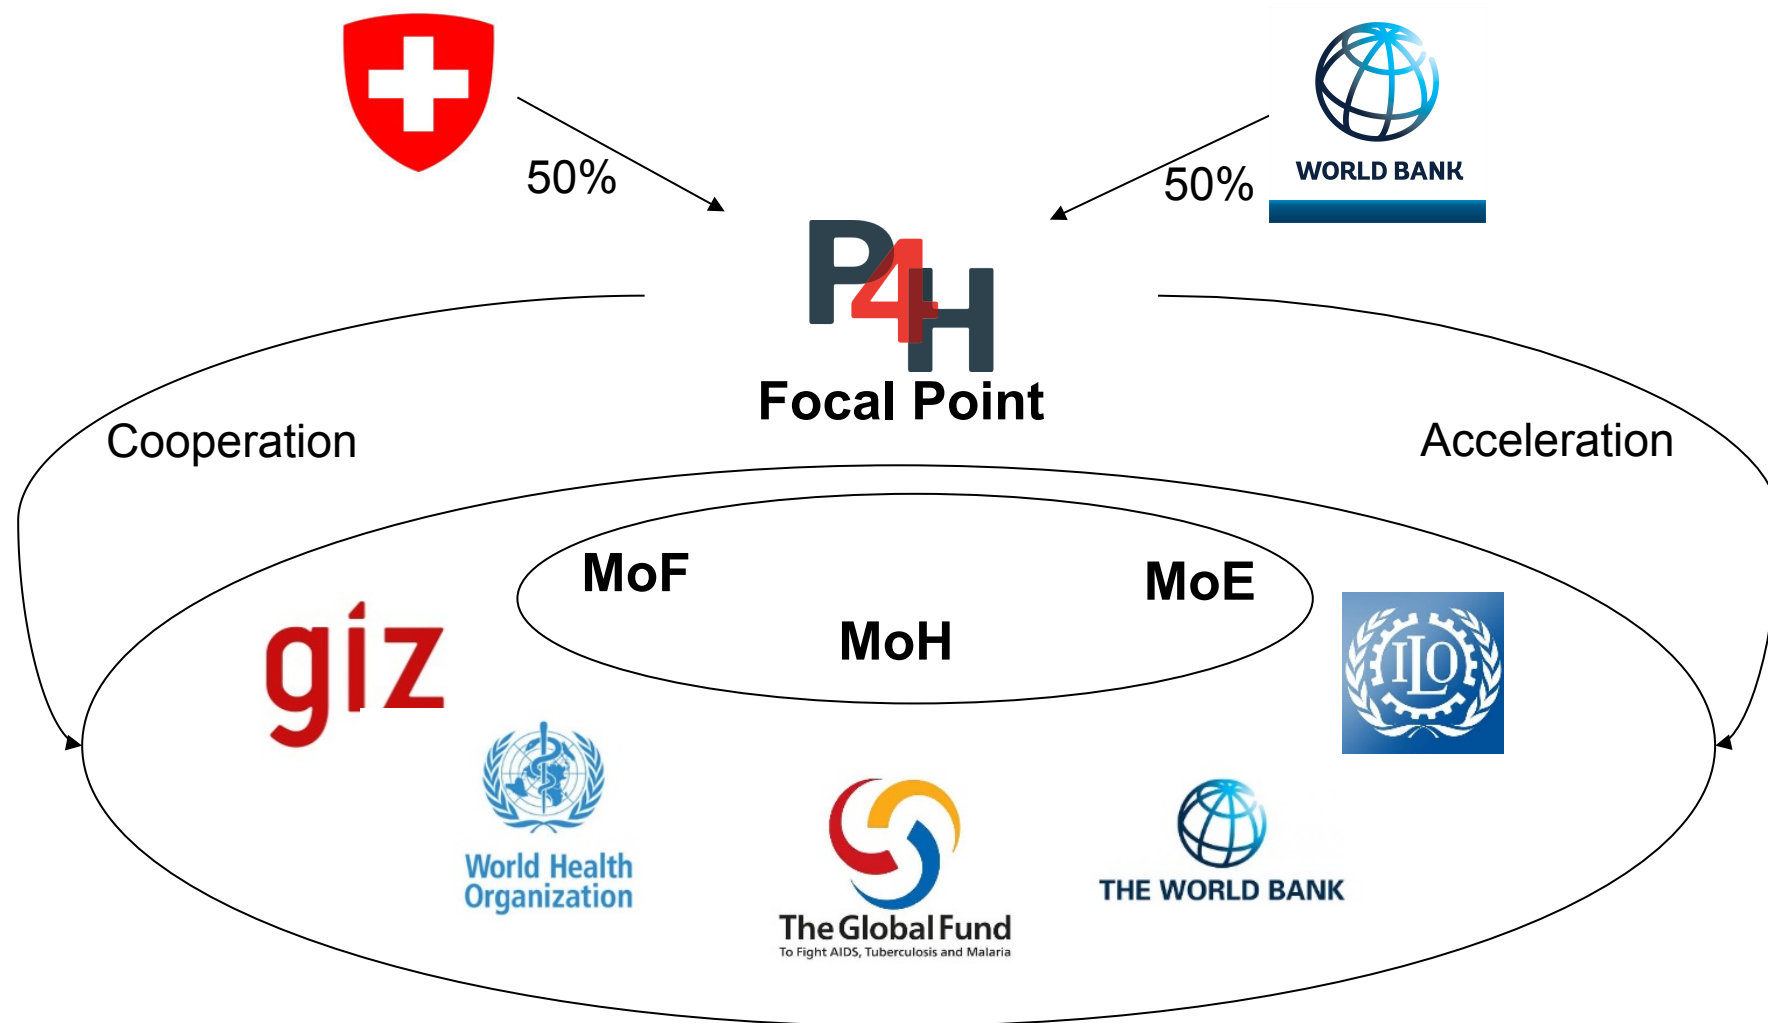 WORLD BANK
50%
50%
P4H
Focal Point
Cooperation
Acceleration
MoF
MoE
MoH
giz
ILO
World Health
Organization
The Global Fund
To Fight AIDS, Tuberculosis and Malaria
THE WORLD BANK